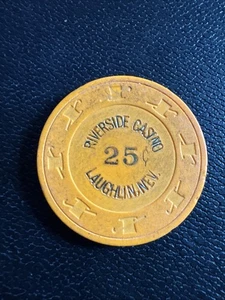 RIVERSIDE CASINO
25¢
LAUGHLIN, NEV.